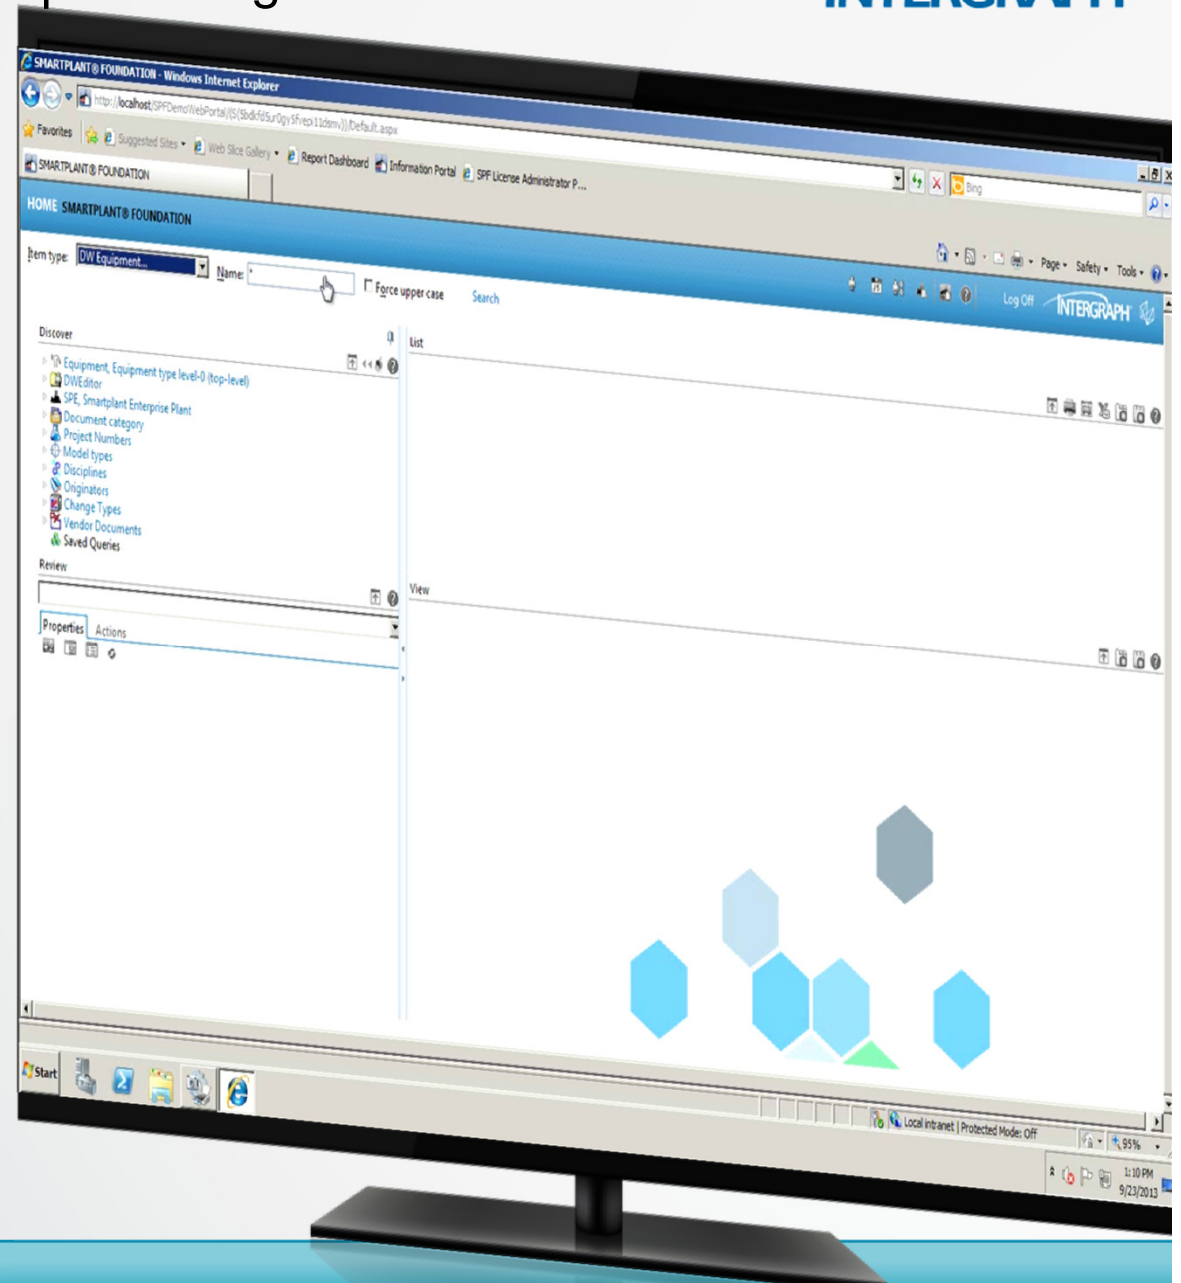 INTERGRAPH
SMARTPLANT® FOUNDATION - Windows Internet Explorer
Favorites Suggested Sites Web Slice Gallery Report Dashboard Information Portal SPF License Administrator P...
Bing
SMARTPLANT® FOUNDATION
Page Safety Tools
HOME SMARTPLANT® FOUNDATION
Log Off INTERGRAPH
Item type: DW Equipment... Name: * Force upper case Search
Discover
Equipment, Equipment type level-0 (top-level)
DWEditor
SPE, Smartplant Enterprise Plant
Document category
Project Numbers
Model types
Disciplines
Originators
Change Types
Vendor Documents
Saved Queries
List
Review
Properties Actions
View
Start
Local intranet | Protected Mode: Off
95%
1:10 PM
9/23/2013